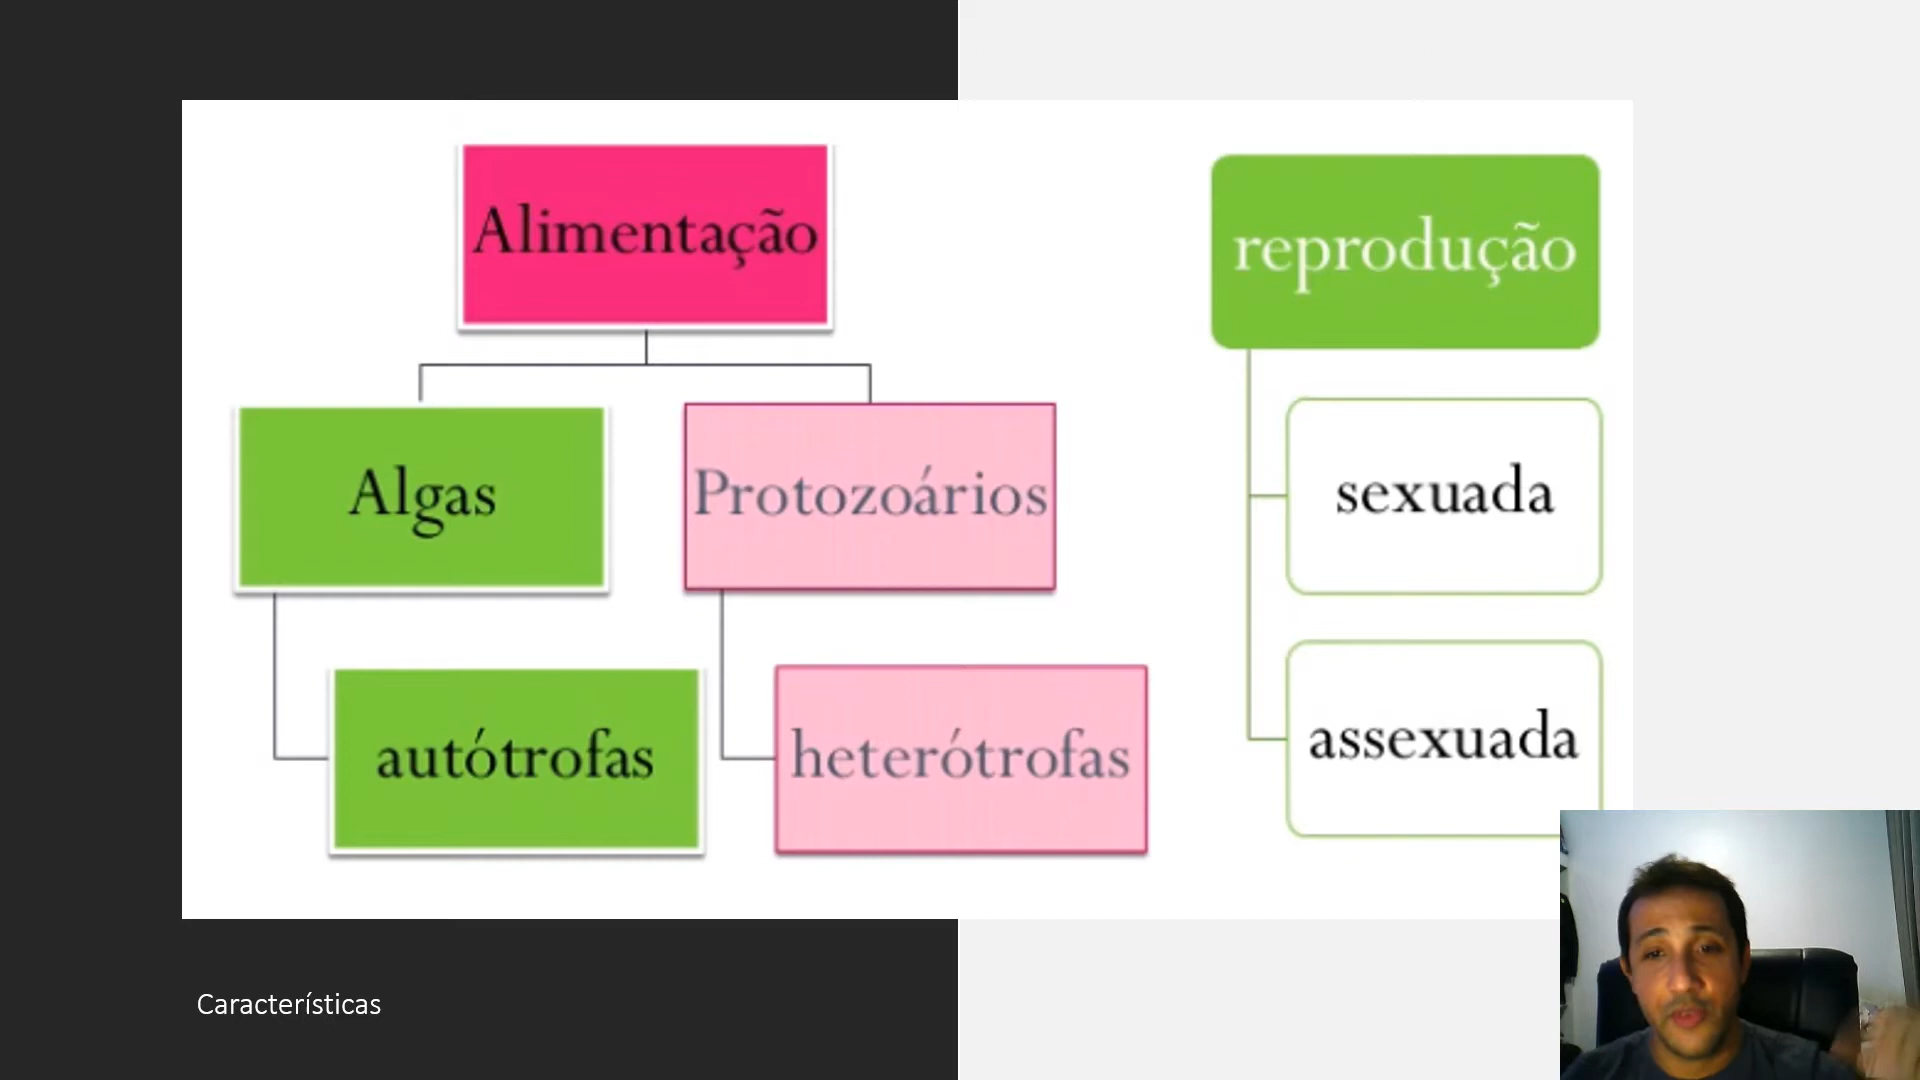 Alimentação
Algas
Protozoários
autótrofas
heterótrofas
reprodução
sexuada
assexuada
Características